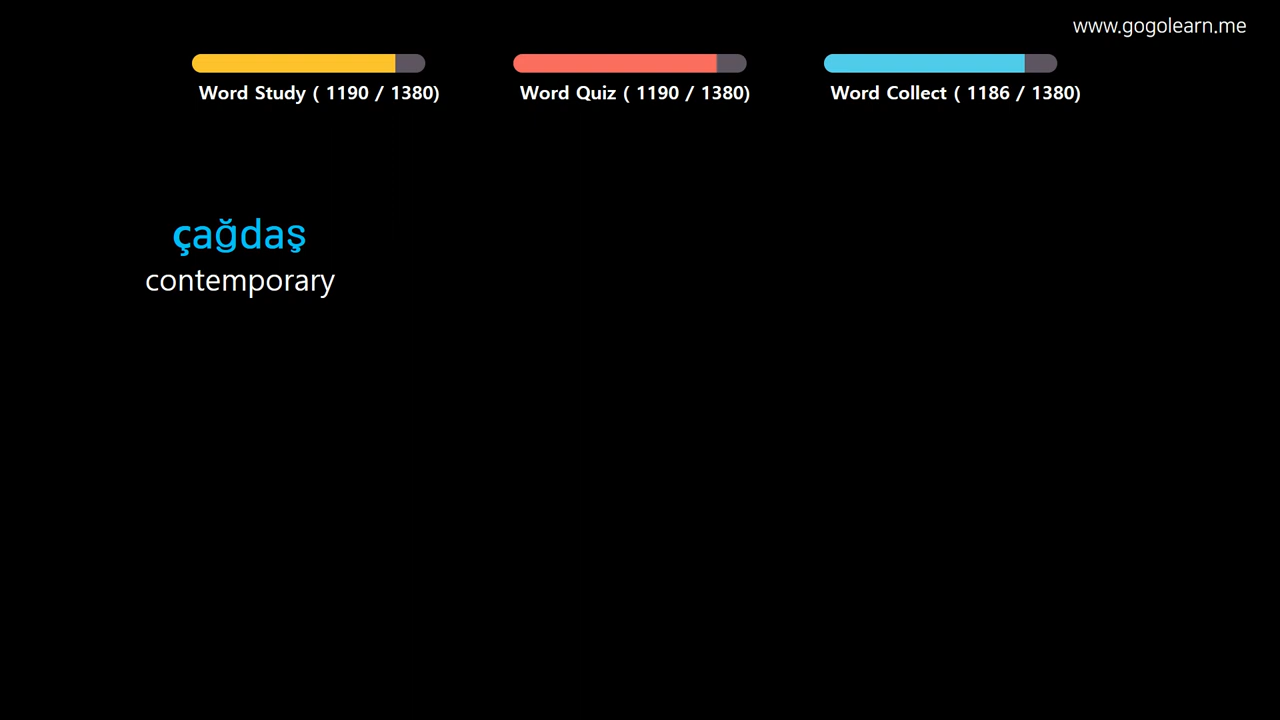 www.gogolearn.me
Word Study ( 1190 / 1380)
Word Quiz ( 1190 / 1380)
Word Collect ( 1186 / 1380)
çağdaş
contemporary